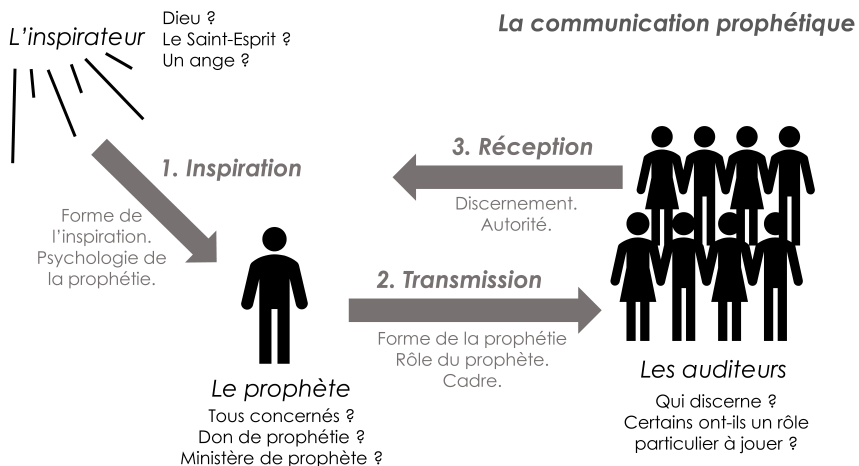 La communication prophétique
L'inspirateur
Dieu ?
Le Saint-Esprit ?
Un ange ?
1. Inspiration
Forme de
l'inspiration.
Psychologie de
la prophétie.
Le prophète
Tous concernés ?
Don de prophétie ?
Ministère de prophète ?
2. Transmission
Forme de la prophétie
Rôle du prophète.
Cadre.
3. Réception
Discernement.
Autorité.
Les auditeurs
Qui discerne ?
Certains ont-ils un rôle
particulier à jouer ?